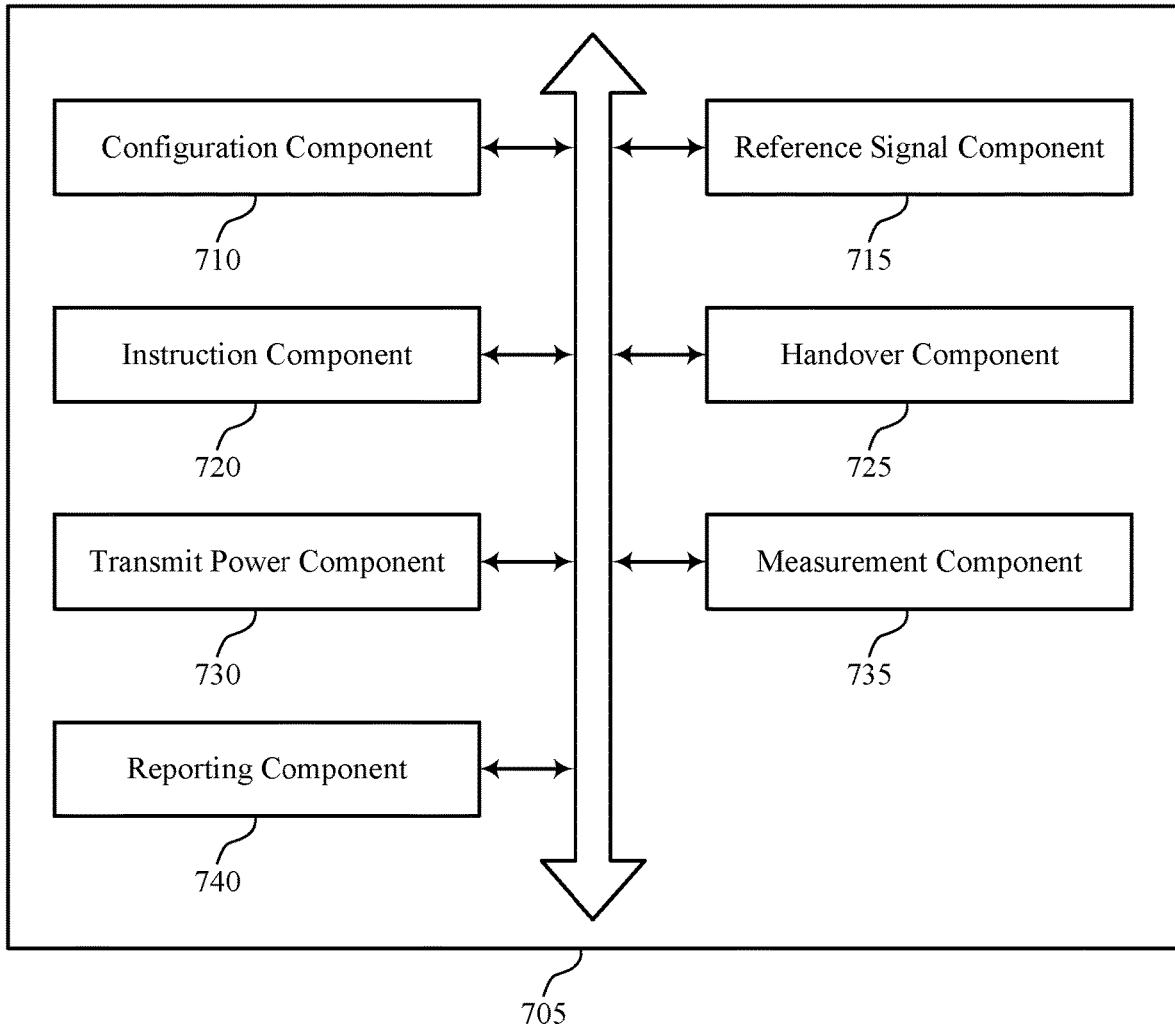 Configuration Component
710
Reference Signal Component
715
Instruction Component
720
Handover Component
725
Transmit Power Component
730
Measurement Component
735
Reporting Component
740
705